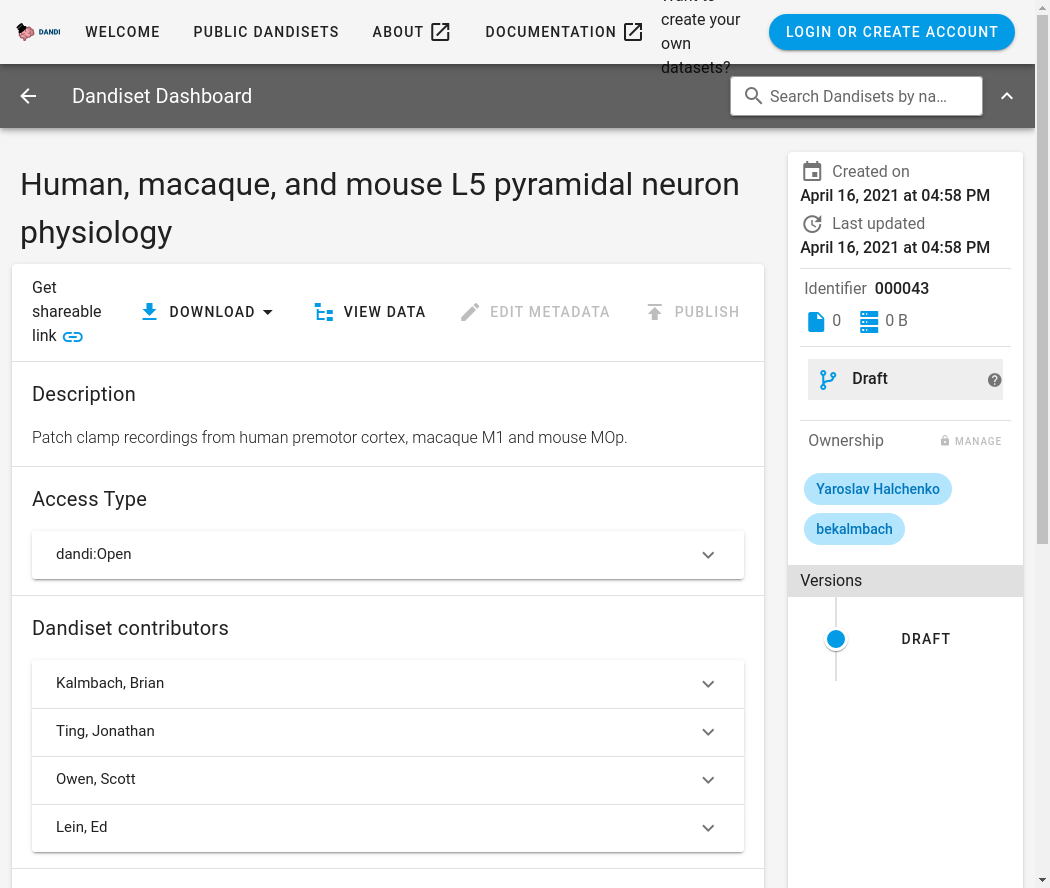 DANDI
WELCOME
PUBLIC DANDISETS
ABOUT
DOCUMENTATION
create your
own
datasets?
LOGIN OR CREATE ACCOUNT
Dandiset Dashboard
Search Dandisets by na...
Human, macaque, and mouse L5 pyramidal neuron
physiology
Get
shareable
link
DOWNLOAD
VIEW DATA
EDIT METADATA
PUBLISH
Description
Patch clamp recordings from human premotor cortex, macaque M1 and mouse MOp.
Access Type
dandi:Open
Dandiset contributors
Kalmbach, Brian
Ting, Jonathan
Owen, Scott
Lein, Ed
Created on
April 16, 2021 at 04:58 PM
Last updated
April 16, 2021 at 04:58 PM
Identifier 000043
0
0 B
Draft
Ownership
MANAGE
Yaroslav Halchenko
bekalmbach
Versions
DRAFT